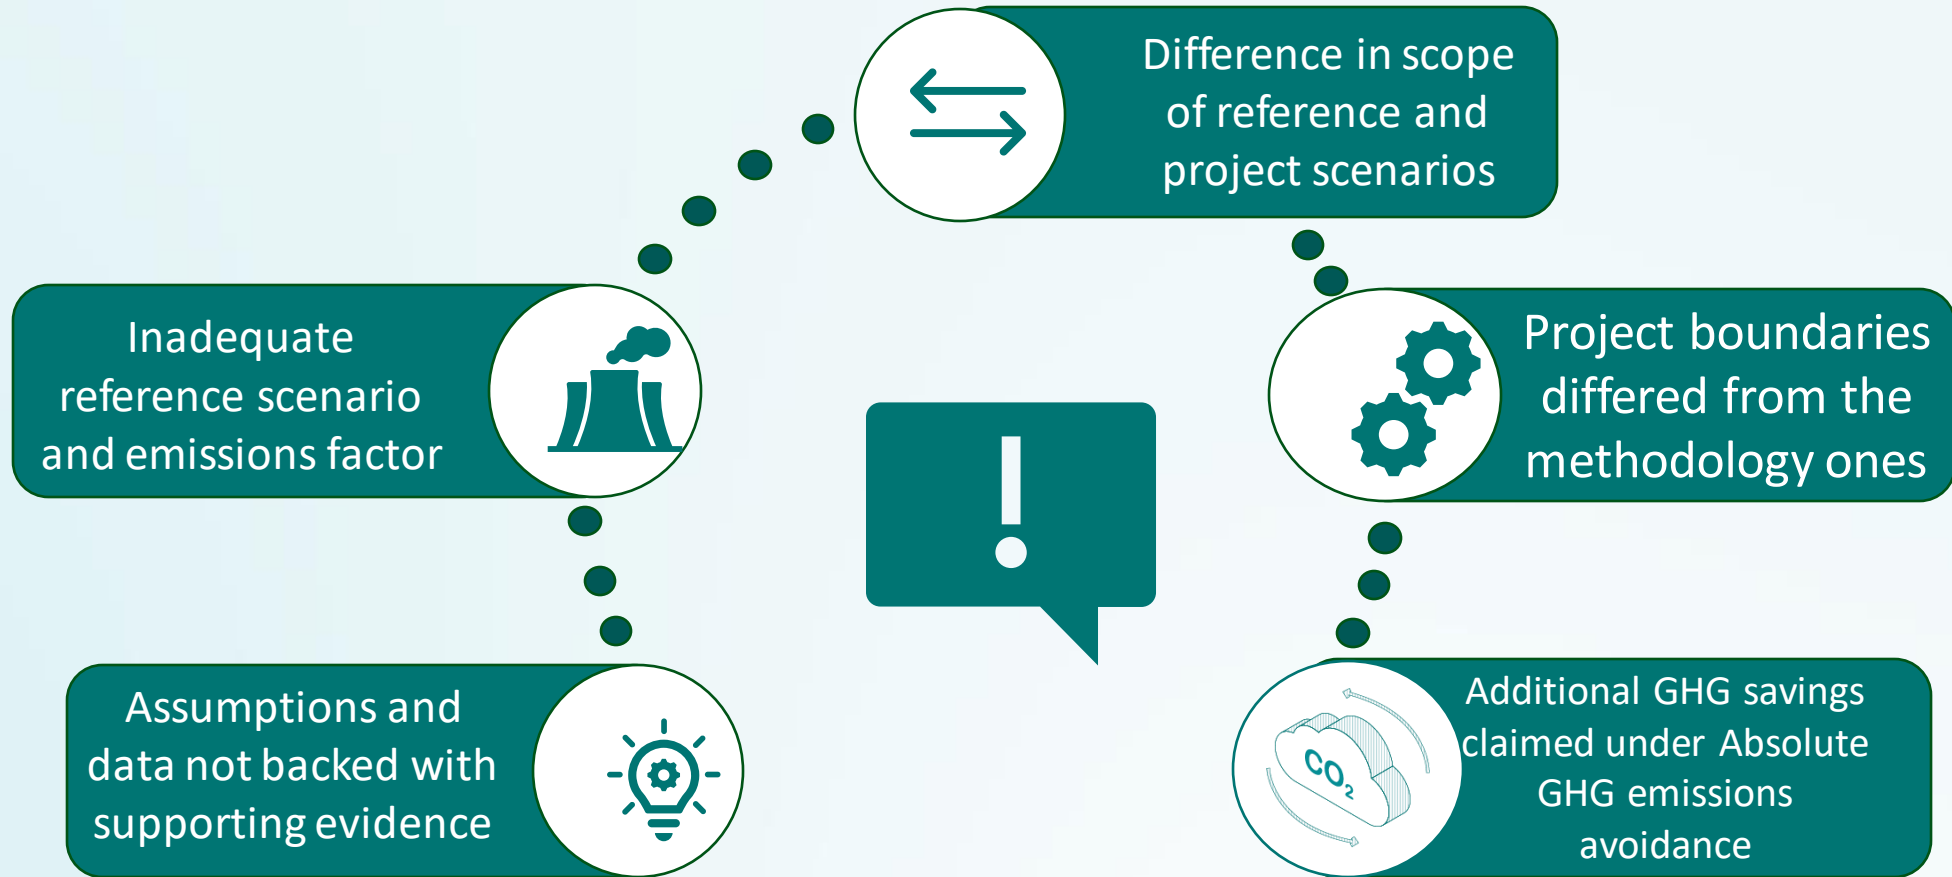 Difference in scope
of reference and
project scenarios
Inadequate
reference scenario
and emissions factor
Project boundaries
differed from the
methodology ones
!
Assumptions and
data not backed with
supporting evidence
Additional GHG savings
claimed under Absolute
GHG emissions
avoidance
CO₂